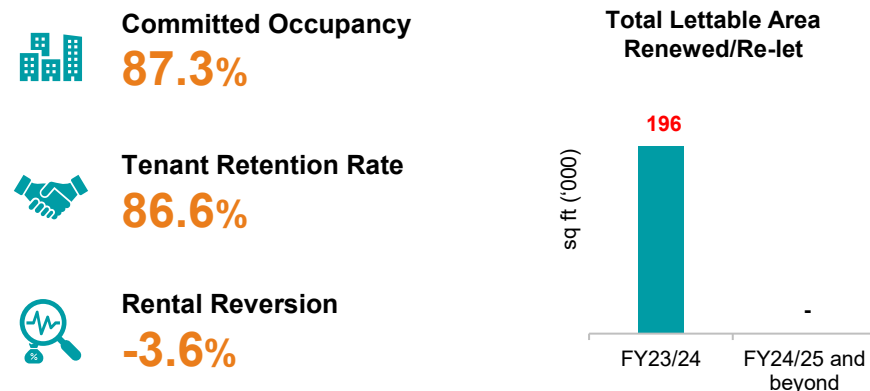 Committed Occupancy
87.3%
Tenant Retention Rate
86.6%
Rental Reversion
%
-3.6%
Total Lettable Area
Renewed/Re-let
sq ft (‘000)
196
-
FY23/24
FY24/25 and
beyond